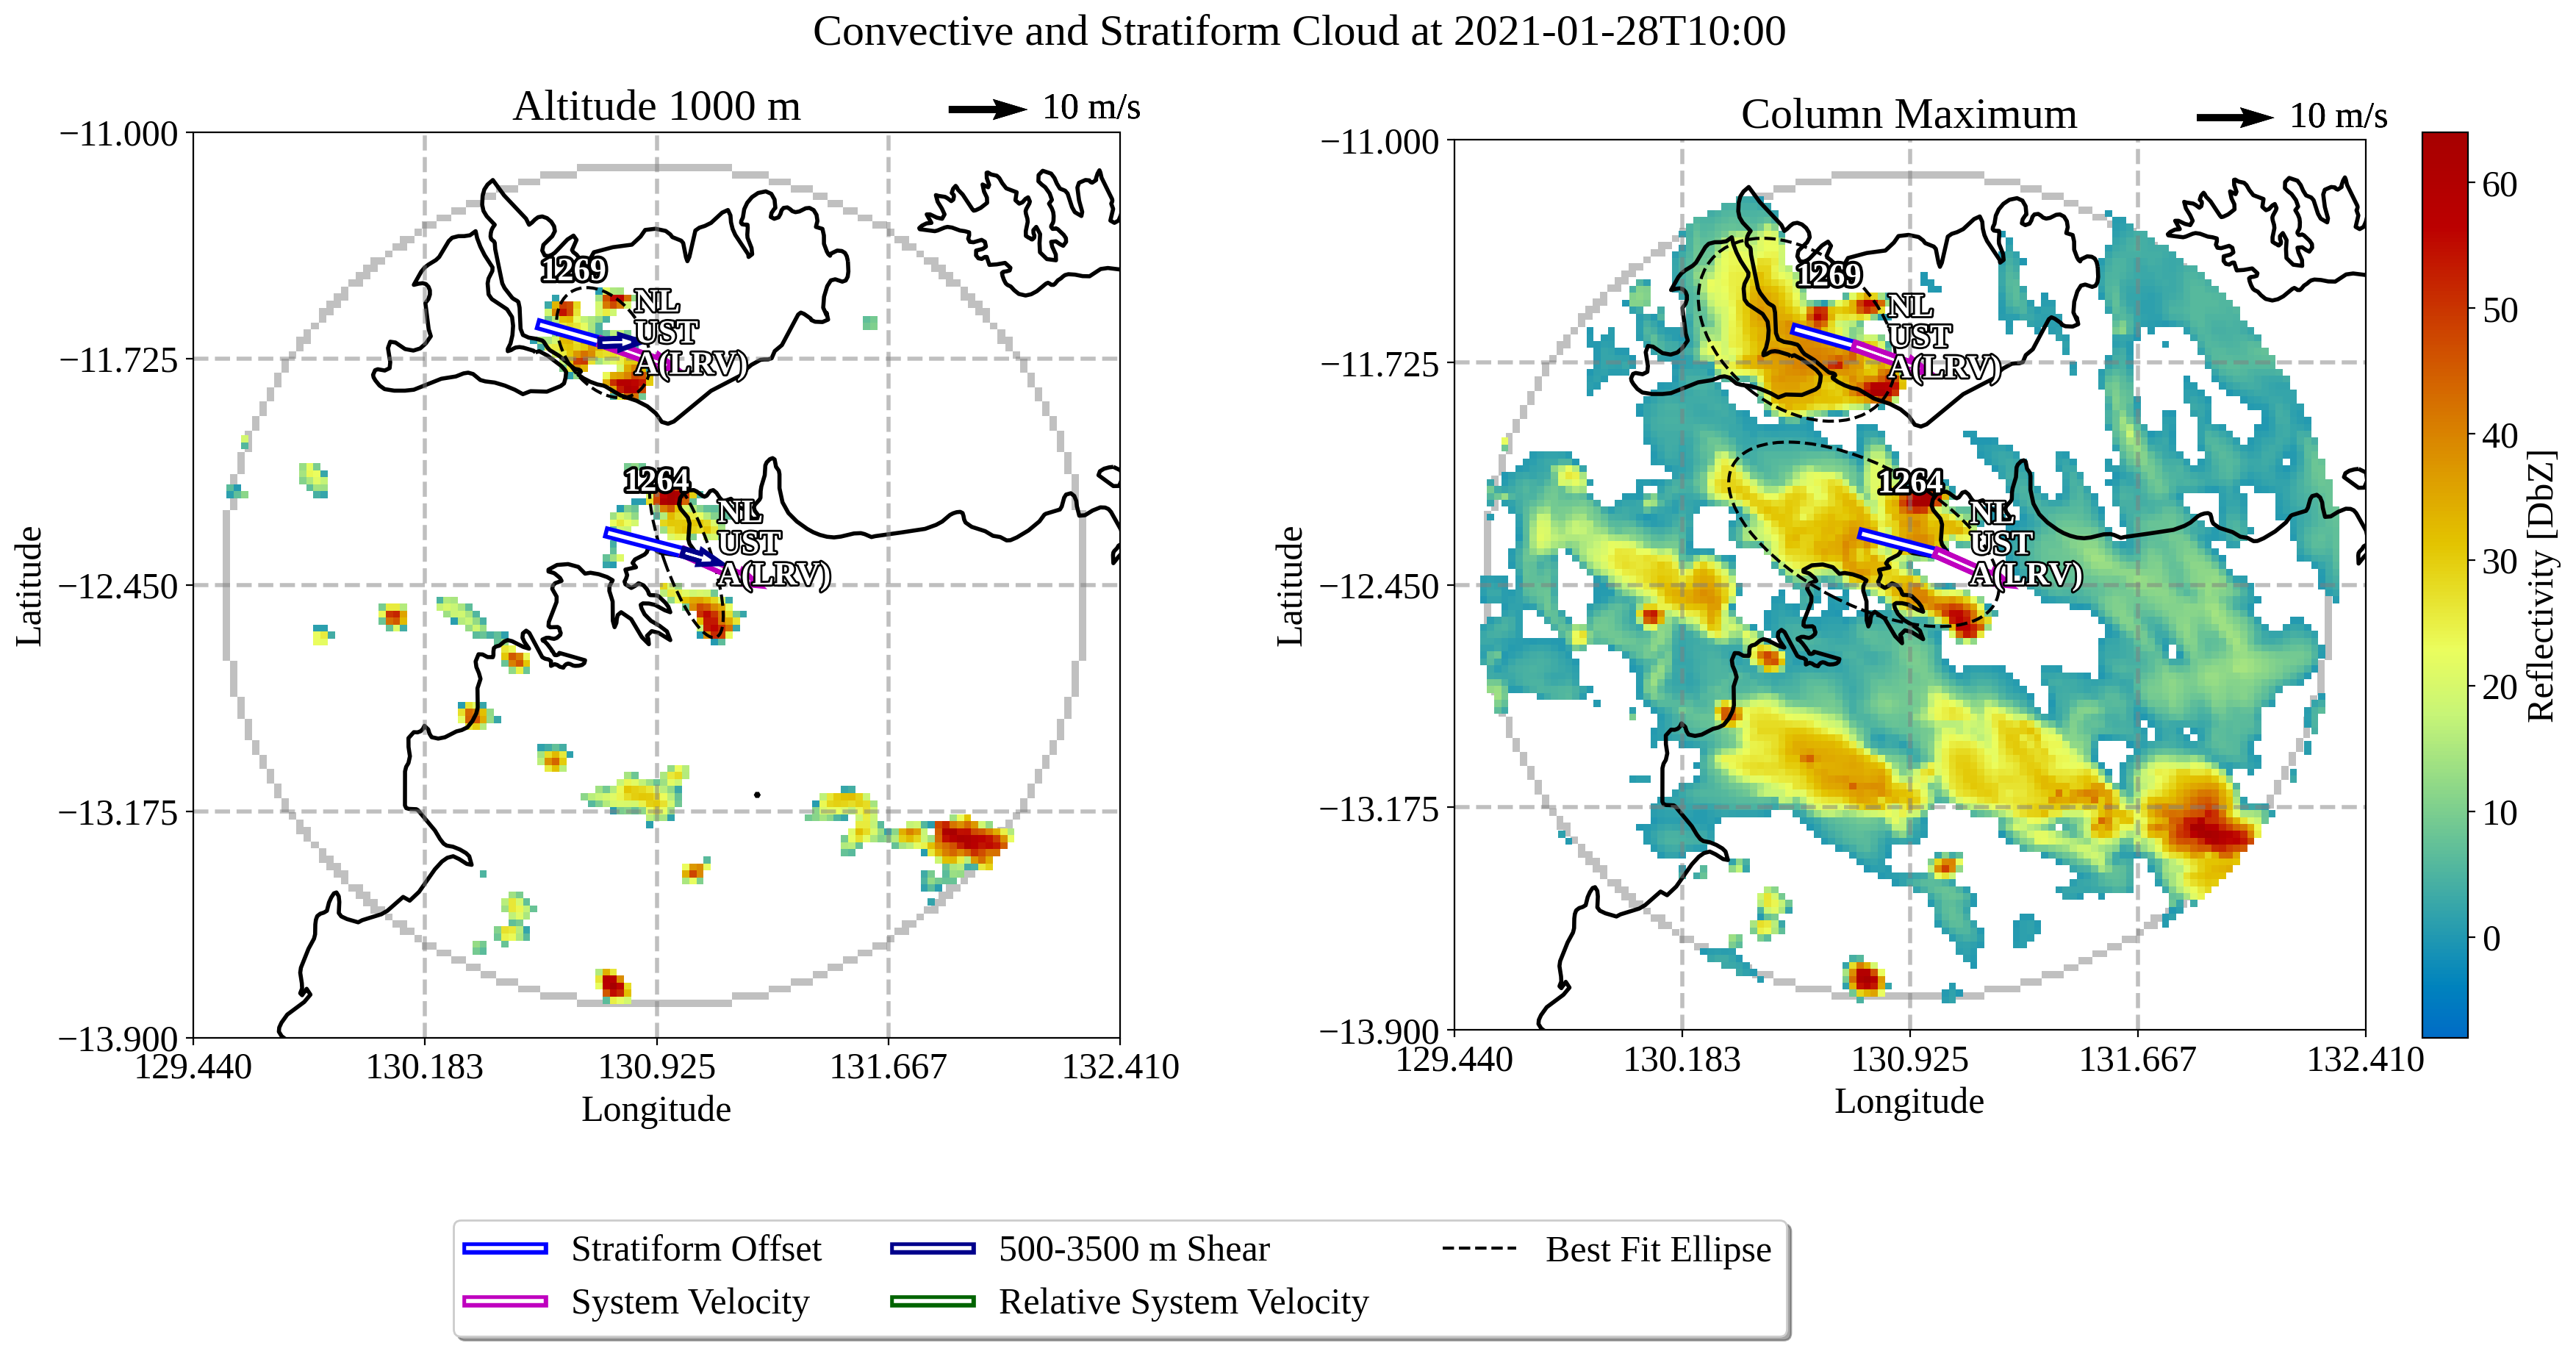 Convective and Stratiform Cloud at 2021-01-28T10:00
Altitude 1000 m
10 m/s
−11.000
−11.725
−12.450
−13.175
−13.900
Latitude
129.440
130.183
130.925
131.667
132.410
Longitude
1269
NL
UST
A(LRV)
1264
NL
UST
A(LRV)
Column Maximum
10 m/s
−11.000
−11.725
−12.450
−13.175
−13.900
Latitude
129.440
130.183
130.925
131.667
132.410
Longitude
1269
NL
UST
A(LRV)
1264
NL
UST
A(LRV)
60
50
40
30
20
10
0
Reflectivity [DbZ]
Stratiform Offset
System Velocity
500-3500 m Shear
Relative System Velocity
Best Fit Ellipse